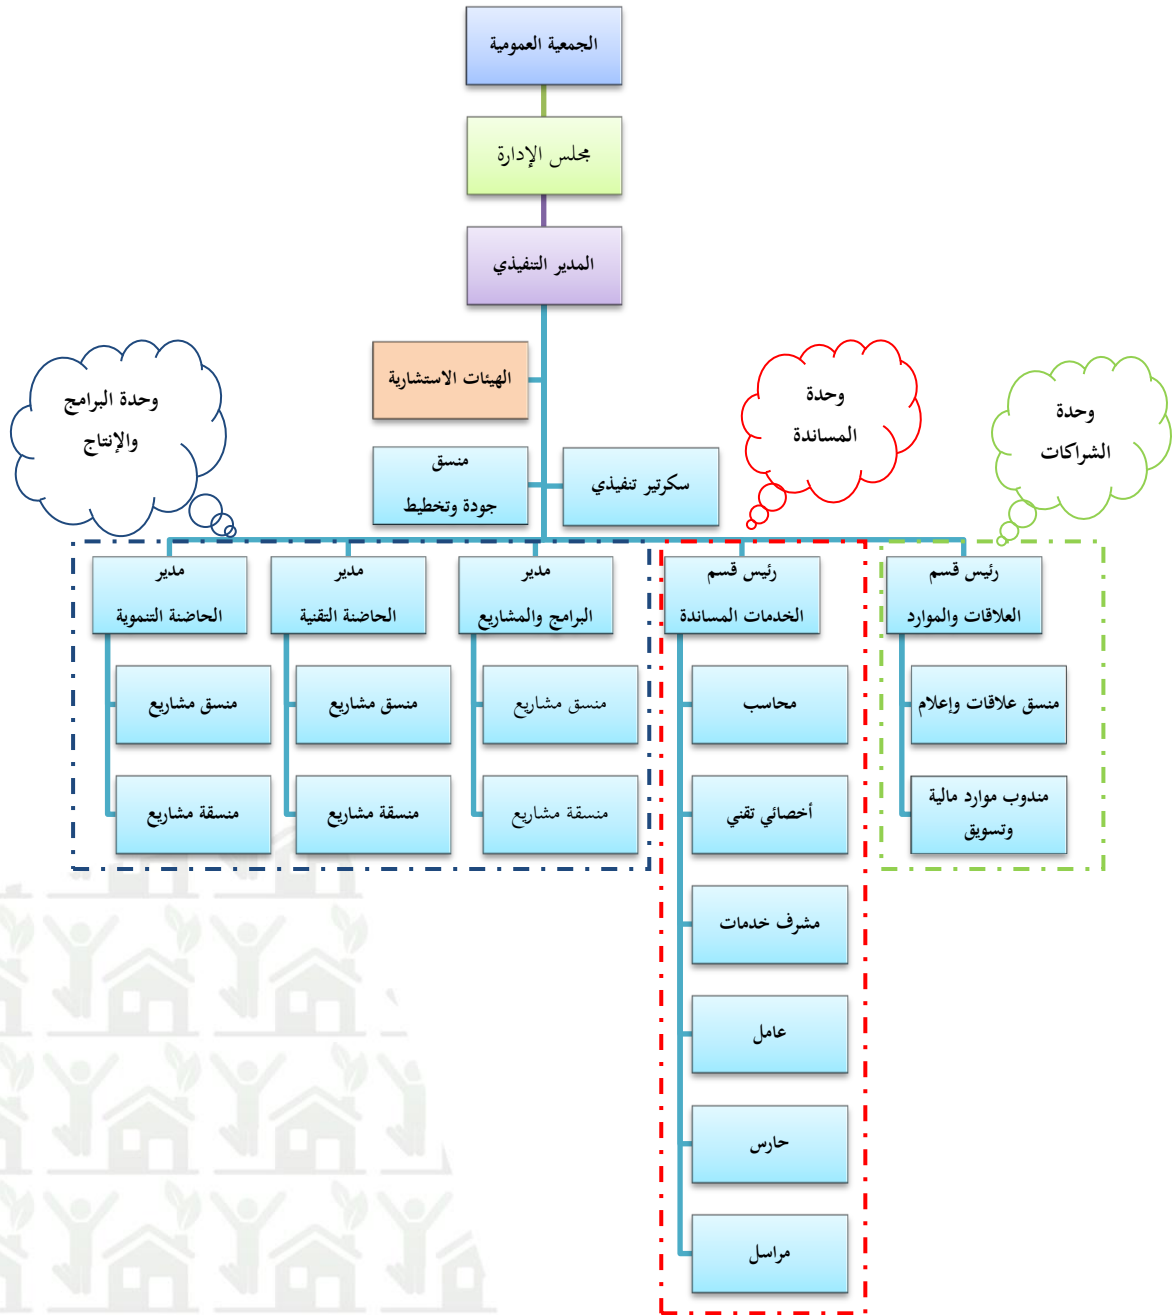 الجمعية العمومية
مجلس الإدارة
المدير التنفيذي
الهيئات الاستشارية
سكرتير تنفيذي
منسق
جودة وتخطيط
وحدة
الشراكات
وحدة
المساندة
وحدة البرامج
والإنتاج
رئيس قسم
العلاقات والموارد
منسق علاقات وإعلام
مندوب موارد مالية
وتسويق
رئيس قسم
الخدمات المساندة
محاسب
أخصائي تقني
مشرف خدمات
عامل
حارس
مراسل
مدير
البرامج والمشاريع
منسق مشاريع
منسقة مشاريع
مدير
الحاضنة التقنية
منسق مشاريع
منسقة مشاريع
مدير
الحاضنة التنموية
منسق مشاريع
منسقة مشاريع